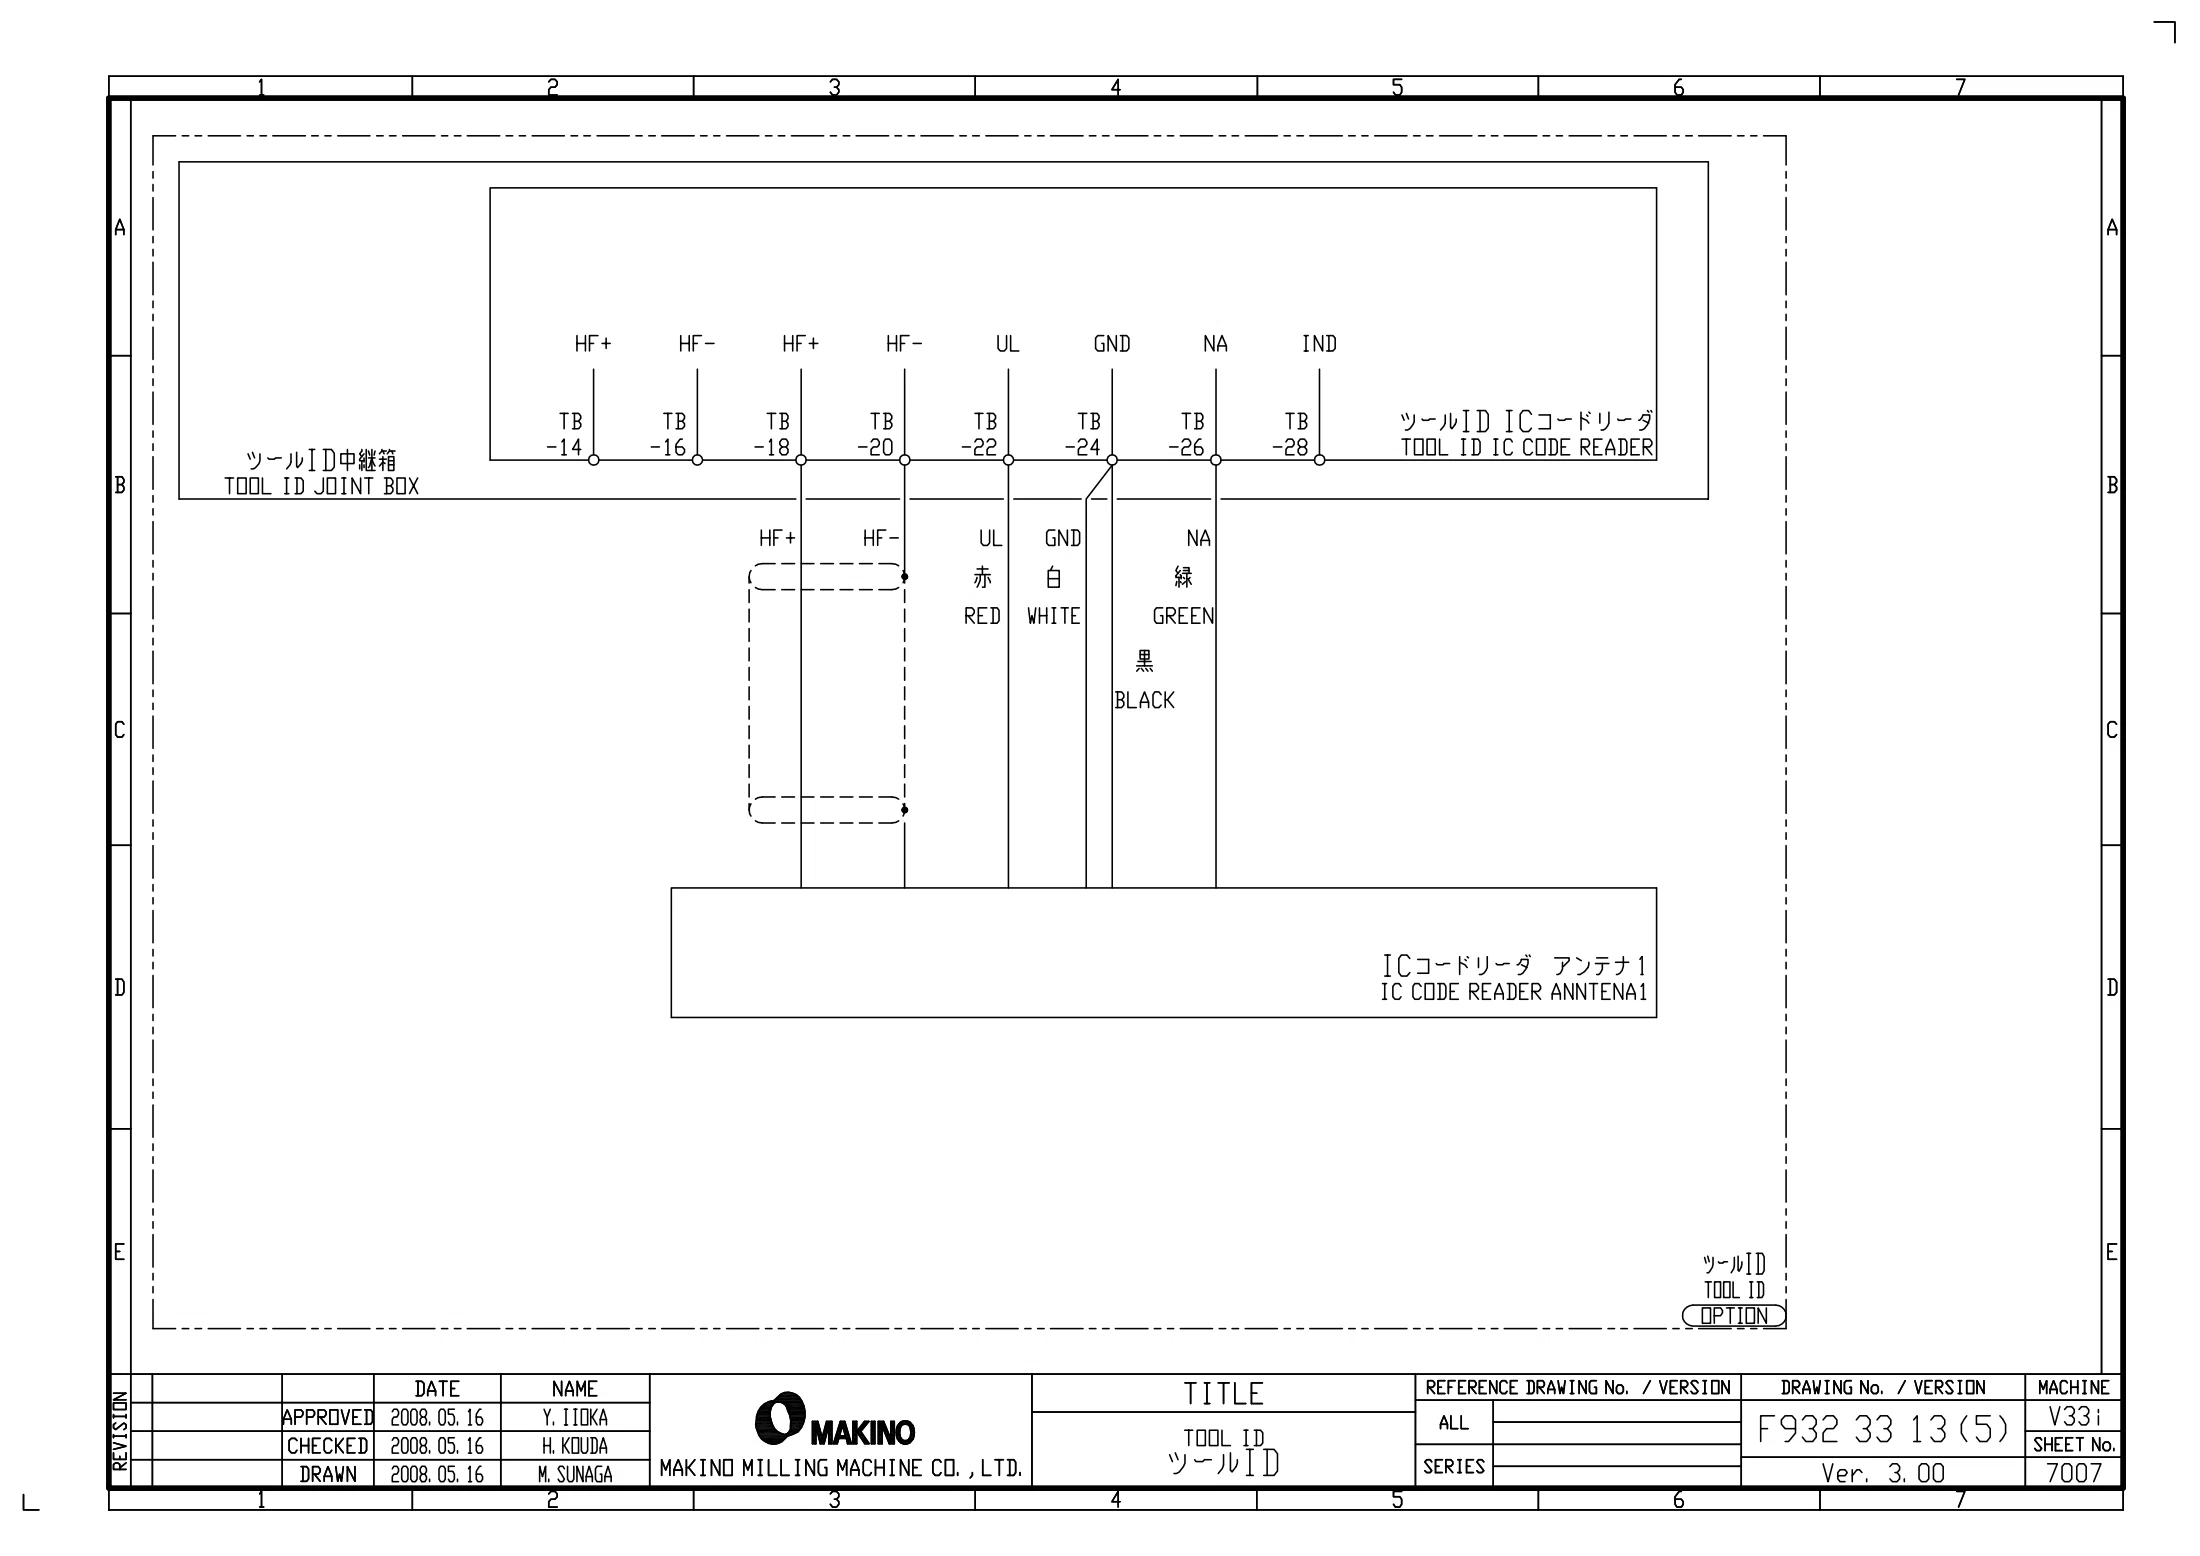 1 2 3 4 5 6 7
A A
HF+ HF- HF+ HF- UL GND NA IND
TB TB TB TB TB TB TB TB
-14 -16 -18 -20 -22 -24 -26 -28
ツールID ICコードリーダ
TOOL ID IC CODE READER
ツールID中継箱
TOOL ID JOINT BOX
B B
HF+ HF- UL GND NA
赤 白 緑
RED WHITE GREEN
黒
BLACK
C C
ICコードリーダ アンテナ1
IC CODE READER ANNTENA1
D D
E E
ツールID
TOOL ID
OPTION
REVISION
DATE NAME
APPROVED 2008.05.16 Y. IIOKA
CHECKED 2008.05.16 H. KOUDA
DRAWN 2008.05.16 M. SUNAGA
MAKINO
MAKINO MILLING MACHINE CO.,LTD.
TITLE
TOOL ID
ツールID
REFERENCE DRAWING No. / VERSION
ALL
SERIES
DRAWING No. / VERSION
F932 33 13(5)
Ver. 3.00
MACHINE
V33i
SHEET No.
7007
1 2 3 4 5 6 7